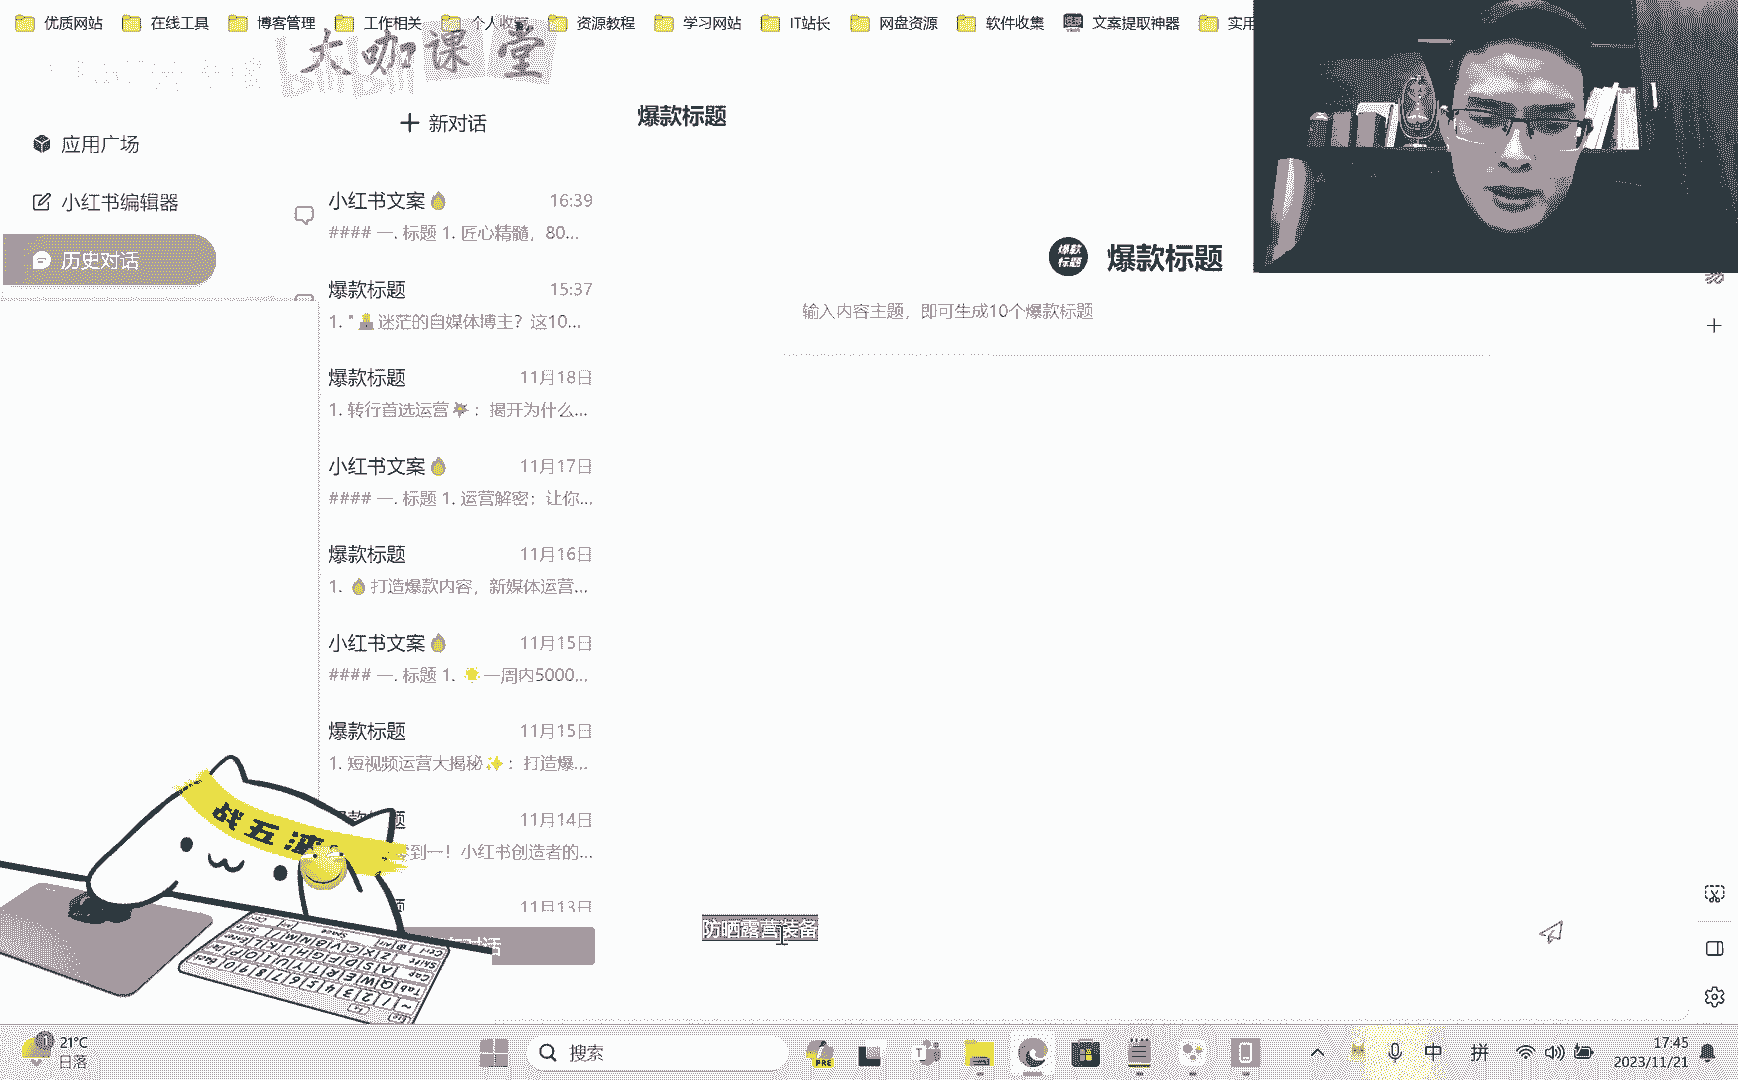 优质网站 在线工具 博客管理 工作相关 个人收藏 资源教程 学习网站 IT站长 网盘资源 软件收集 文案提取神器 实用
大咖课堂
bilibili
应用广场
小红书编辑器
历史对话
新对话
小红书文案 16:39
#### 一. 标题 1. 匠心精髓，80...
爆款标题 15:37
1. " 迷茫的自媒体博主？这10...
爆款标题 11月18日
1. 转行首选运营 ：揭开为什么...
小红书文案 11月17日
#### 一. 标题 1. 运营解密：让你...
爆款标题 11月16日
1. 打造爆款内容，新媒体运营...
小红书文案 11月15日
#### 一. 标题 1. 一周内5000...
爆款标题 11月15日
1. 短视频运营大揭秘 ：打造爆...
题 11月14日
零到一！小红书创造者的...
题 11月13日
对话
爆款标题
爆款标题
爆款标题
输入内容主题，即可生成10个爆款标题
防晒露营装备
战五渣
21°C
日落
搜索
PRE
中 拼
17:45
2023/11/21